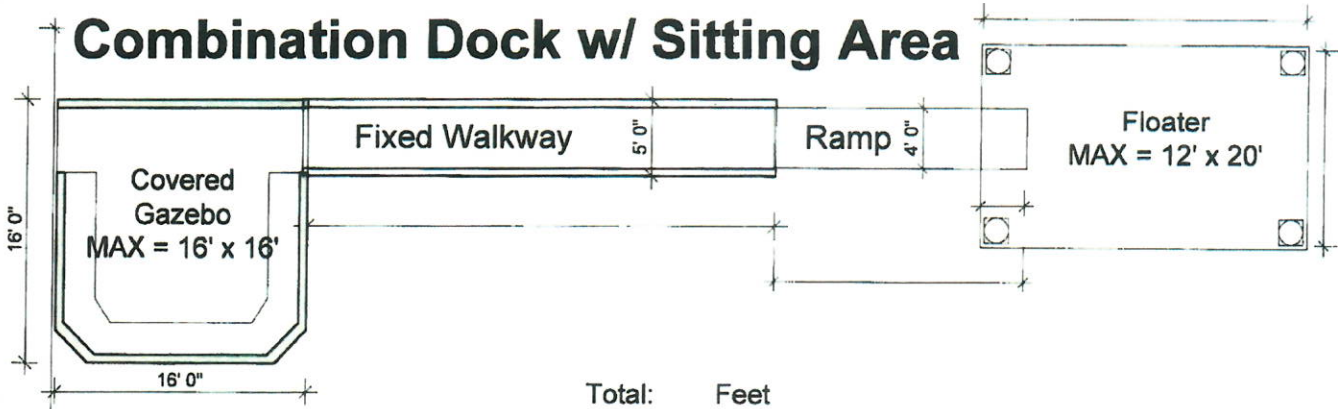 Combination Dock w/ Sitting Area
Fixed Walkway
5' 0"
Ramp
4' 0"
Floater
MAX = 12' x 20'
Covered
Gazebo
MAX = 16' x 16'
16' 0"
16' 0"
Total: Feet